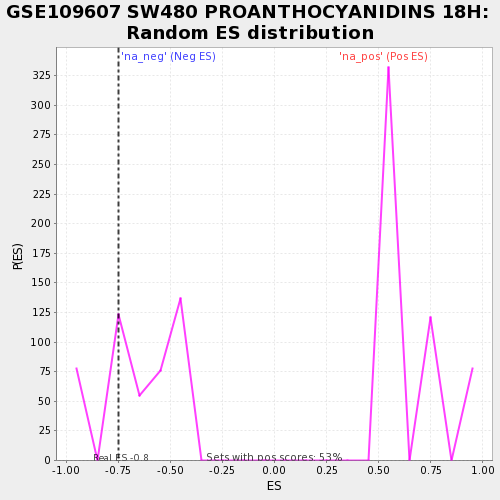 GSE109607 SW480 PROANTHOCYANIDINS 18H:
Random ES distribution
'na_neg' (Neg ES)
'na_pos' (Pos ES)
P(ES)
325
300
275
250
225
200
175
150
125
100
75
50
25
0
Real ES -0.8
Sets with pos scores: 53%
-1.00 -0.75 -0.50 -0.25 0.00 0.25 0.50 0.75 1.00
ES